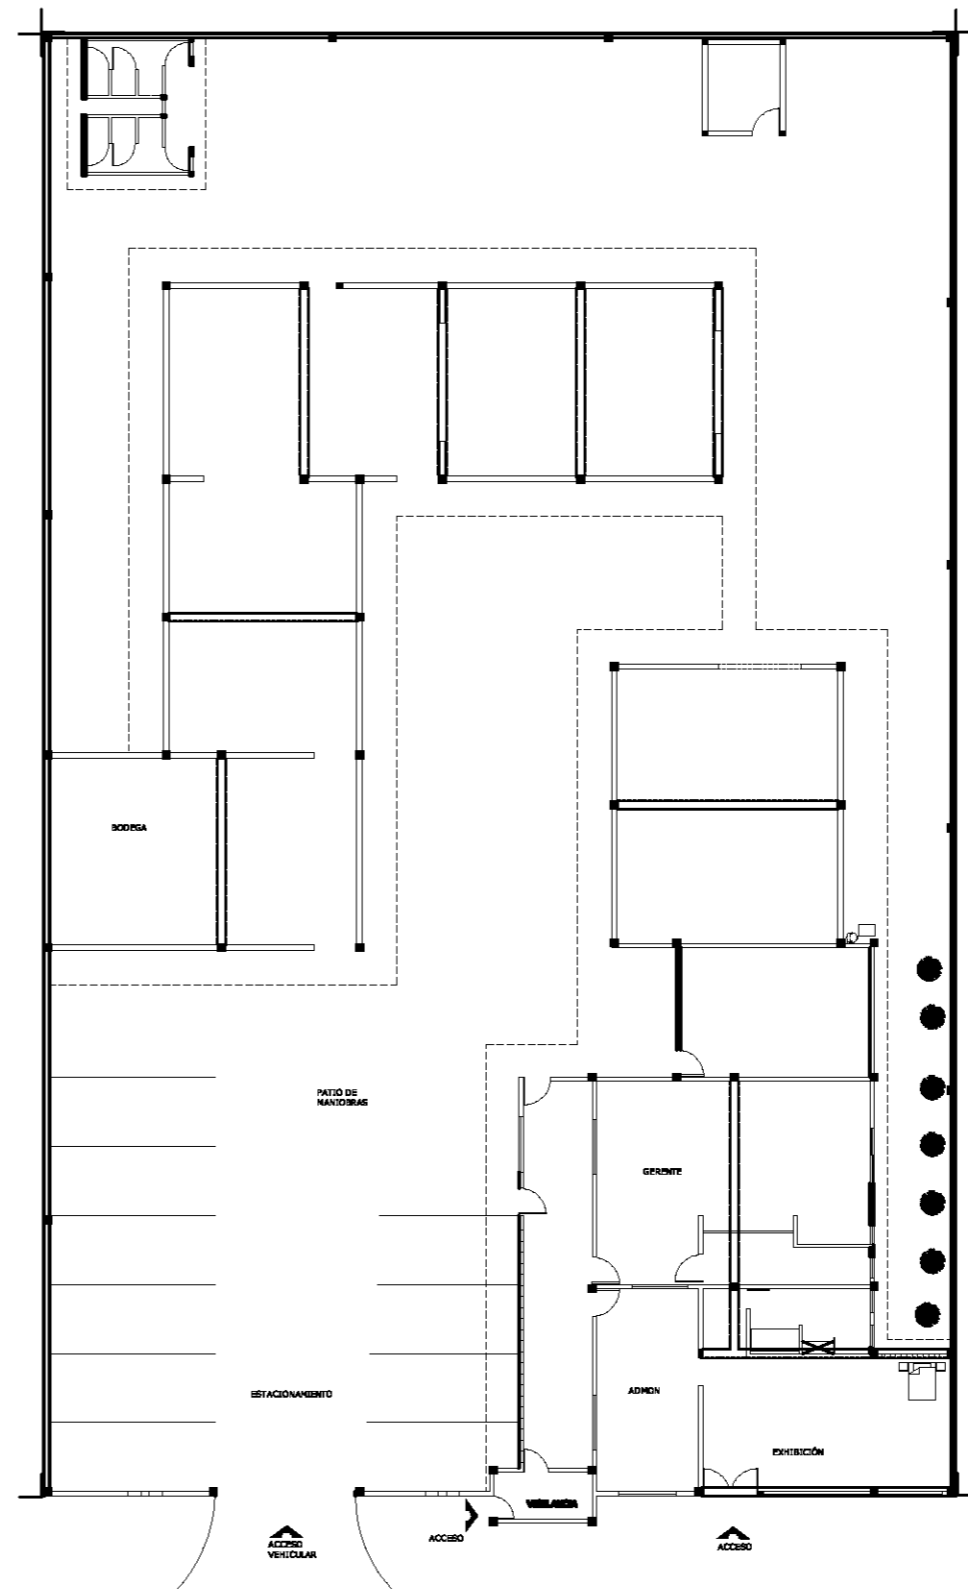 BODEGA
PATIO DE
MANIOBRAS
GERENTE
ESTACIONAMIENTO
ADMON
EXHIBICIÓN
VIGILANCIA
ACCESO
ACCESO
VEHICULAR
ACCESO